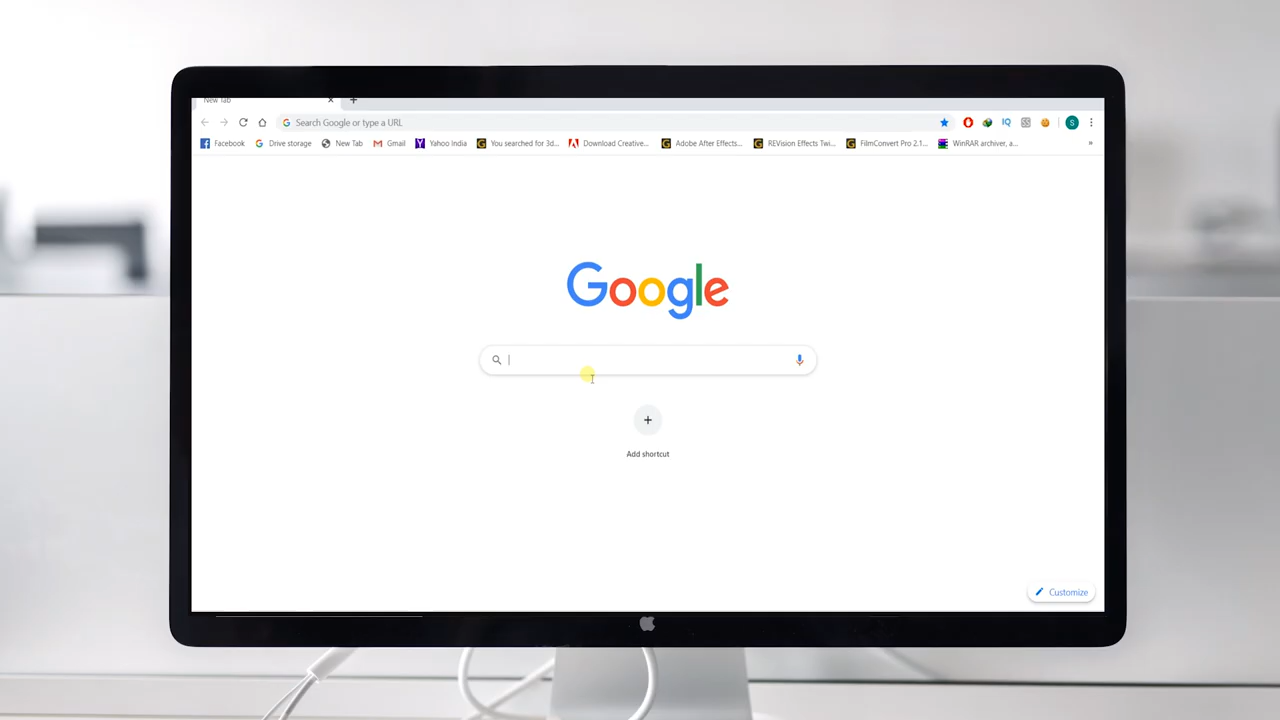 New Tab
Search Google or type a URL
Facebook Drive storage New Tab Gmail Yahoo India You searched for 3d... Download Creative... Adobe After Effects... REVision Effects Twi... FilmConvert Pro 2.1... WinRAR archiver, a... »
Google
Add shortcut
Customize